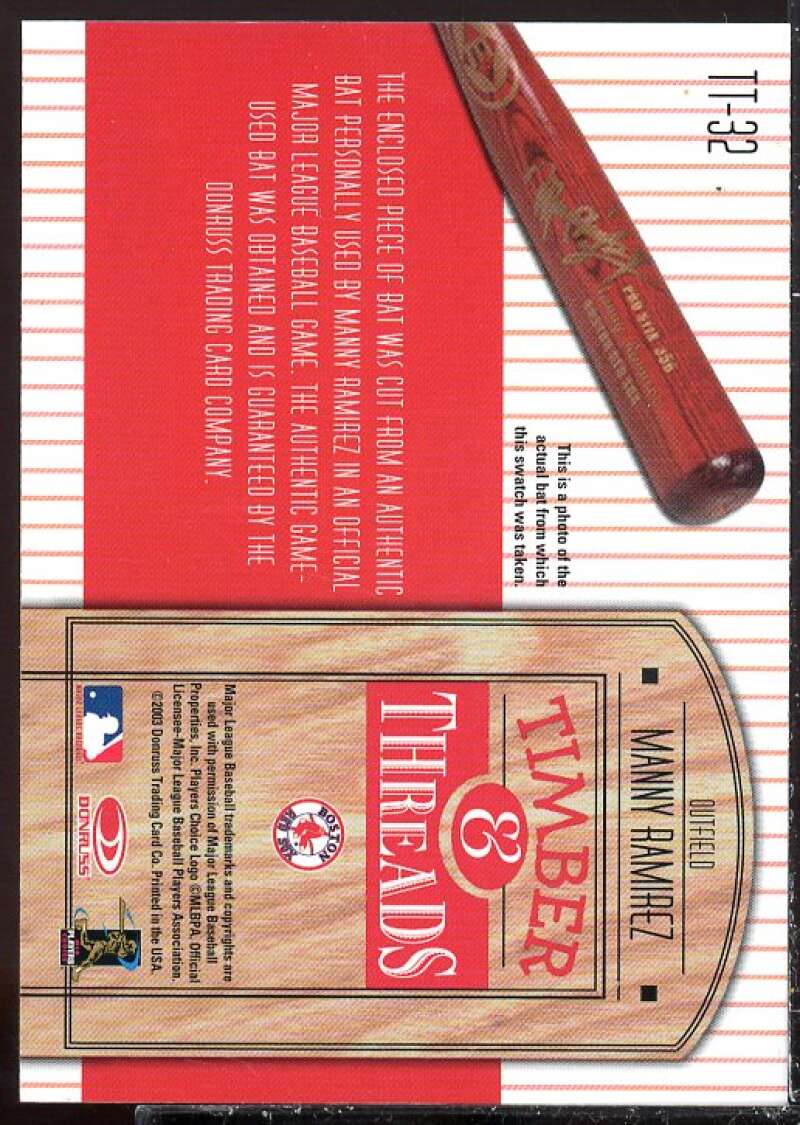 TT-32
THE ENCLOSED PIECE OF BAT WAS CUT FROM AN AUTHENTIC
BAT PERSONALLY USED BY MANNY RAMIREZ IN AN OFFICIAL
MAJOR LEAGUE BASEBALL GAME. THE AUTHENTIC GAME-
USED BAT WAS OBTAINED AND IS GUARANTEED BY THE
DONRUSS TRADING CARD COMPANY.
PRO STIX 356
This is a photo of the
actual bat from which
this swatch was taken.
OUTFIELD
MANNY RAMIREZ
TIMBER
&
THREADS
BOSTON
RED SOX
Major League Baseball trademarks and copyrights are
used with permission of Major League Baseball
Properties, Inc. Players Choice Logo ©MLBPA, Official
Licensee-Major League Baseball Players Association.
©2003 Donruss Trading Card Co. Printed in the USA.
DONRUSS